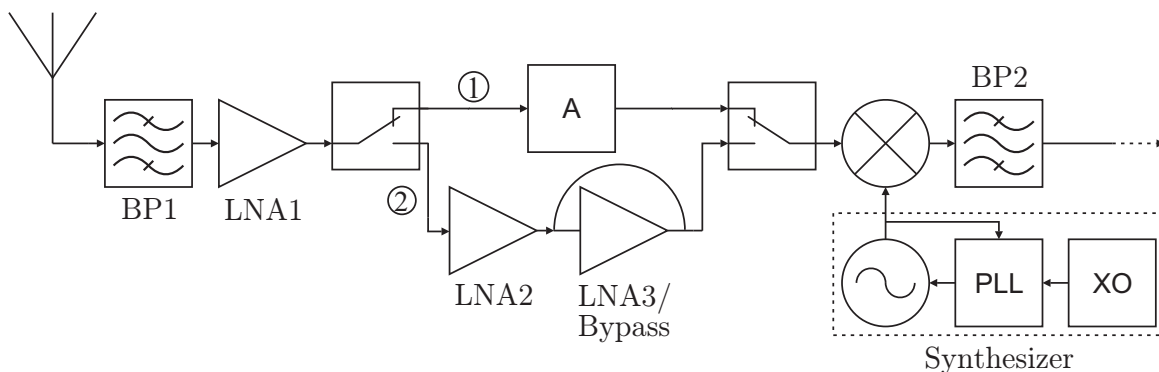 ①
A
BP2
BP1
LNA1
②
LNA2
LNA3/
Bypass
PLL
XO
Synthesizer